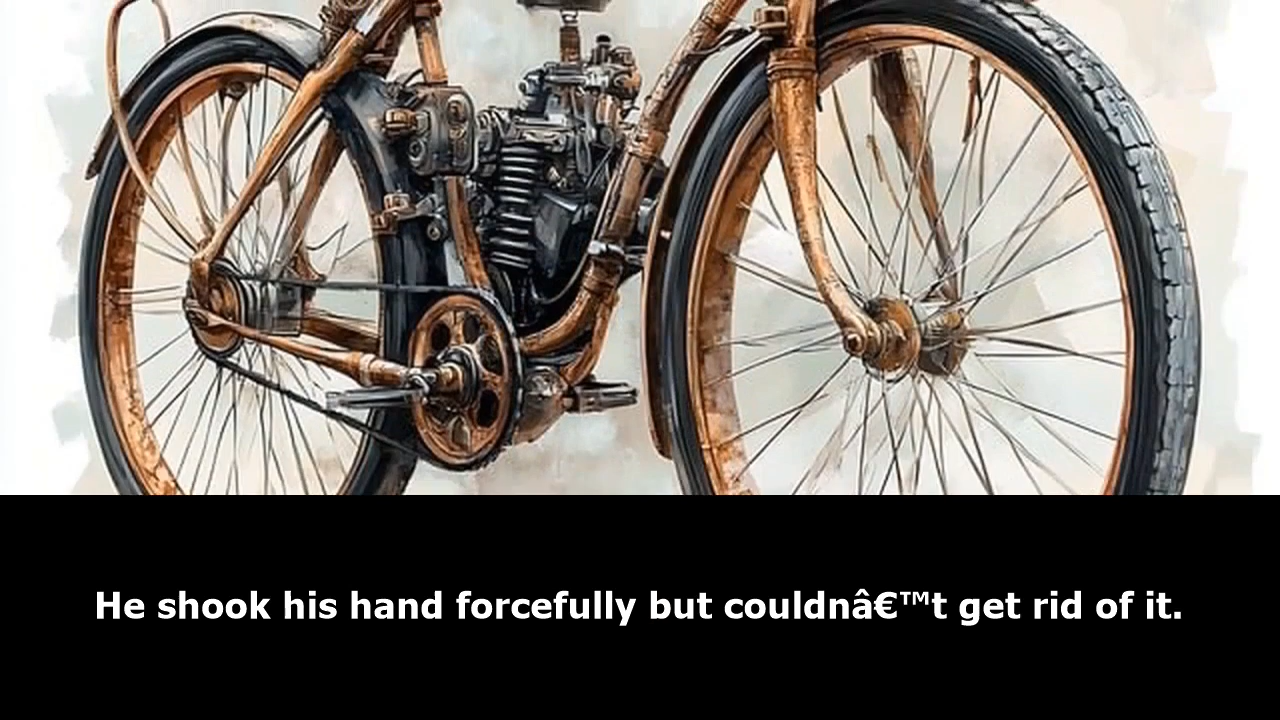 He shook his hand forcefully but couldnâ€™t get rid of it.